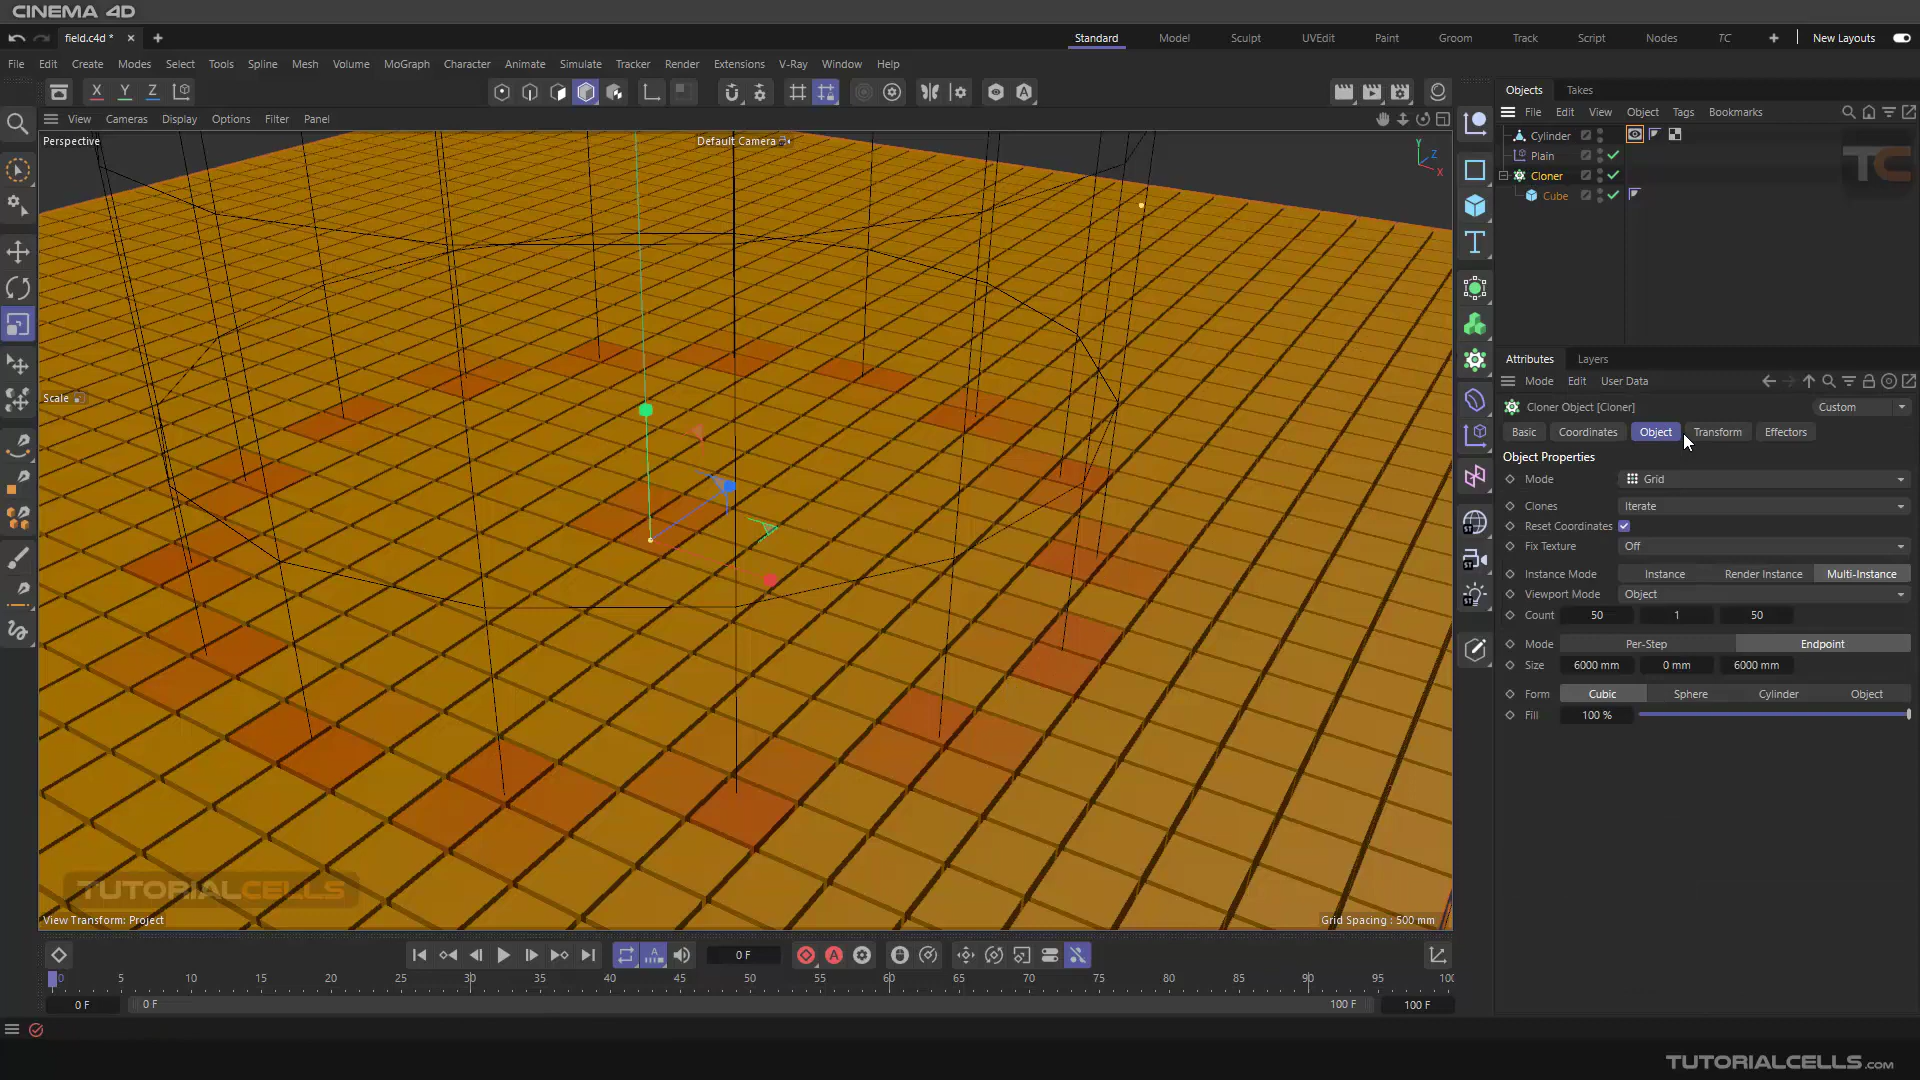 CINEMA 4D
field.c4d *
Standard Model Sculpt UVEdit Paint Groom Track Script Nodes TC New Layouts
File Edit Create Modes Select Tools Spline Mesh Volume MoGraph Character Animate Simulate Tracker Render Extensions V-Ray Window Help
X Y Z
View Cameras Display Options Filter Panel
Perspective
Default Camera
Y
Z
X
Scale
TUTORIALCELLS
View Transform: Project
Grid Spacing : 500 mm
Objects Takes
File Edit View Object Tags Bookmarks
Cylinder
Plain
Cloner
Cube
TC
Attributes Layers
Mode Edit User Data
Cloner Object [Cloner]
Custom
Basic Coordinates Object Transform Effectors
Object Properties
Mode Grid
Clones Iterate
Reset Coordinates
Fix Texture Off
Instance Mode Instance Render Instance Multi-Instance
Viewport Mode Object
Count 50 1 50
Mode Per-Step Endpoint
Size 6000 mm 0 mm 6000 mm
Form Cubic Sphere Cylinder Object
Fill 100 %
0 F
0 5 10 15 20 25 30 35 40 45 50 55 60 65 70 75 80 85 90 95 100
0 F 0 F 100 F 100 F
TUTORIALCELLS.com